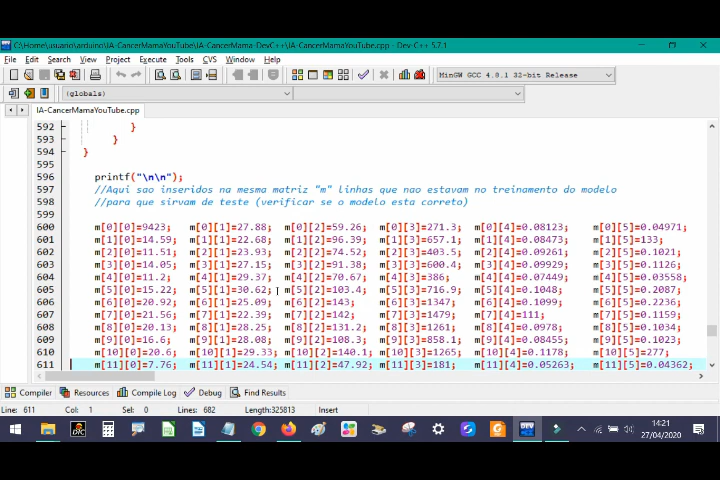 C:\Home\usuario\arduino\IA-CancerMamaYouTube\IA-CancerMama-DevC++\IA-CancerMamaYouTube.cpp - Dev-C++ 5.7.1
File Edit Search View Project Execute Tools CVS Window Help
MinGW GCC 4.8.1 32-bit Release
(globals)
IA-CancerMamaYouTube.cpp
592 }
593 }
594 }
595
596 printf("\n\n");
597 //Aqui sao inseridos na mesma matriz "m" linhas que nao estavam no treinamento do modelo
598 //para que sirvam de teste (verificar se o modelo esta correto)
599
600 m[0][0]=9423; m[0][1]=27.88; m[0][2]=59.26; m[0][3]=271.3; m[0][4]=0.08123; m[0][5]=0.04971;
601 m[1][0]=14.59; m[1][1]=22.68; m[1][2]=96.39; m[1][3]=657.1; m[1][4]=0.08473; m[1][5]=133;
602 m[2][0]=11.51; m[2][1]=23.93; m[2][2]=74.52; m[2][3]=403.5; m[2][4]=0.09261; m[2][5]=0.1021;
603 m[3][0]=14.05; m[3][1]=27.15; m[3][2]=91.38; m[3][3]=600.4; m[3][4]=0.09929; m[3][5]=0.1126;
604 m[4][0]=11.2; m[4][1]=29.37; m[4][2]=70.67; m[4][3]=386; m[4][4]=0.07449; m[4][5]=0.03558;
605 m[5][0]=15.22; m[5][1]=30.62; m[5][2]=103.4; m[5][3]=716.9; m[5][4]=0.1048; m[5][5]=0.2087;
606 m[6][0]=20.92; m[6][1]=25.09; m[6][2]=143; m[6][3]=1347; m[6][4]=0.1099; m[6][5]=0.2236;
607 m[7][0]=21.56; m[7][1]=22.39; m[7][2]=142; m[7][3]=1479; m[7][4]=111; m[7][5]=0.1159;
608 m[8][0]=20.13; m[8][1]=28.25; m[8][2]=131.2; m[8][3]=1261; m[8][4]=0.0978; m[8][5]=0.1034;
609 m[9][0]=16.6; m[9][1]=28.08; m[9][2]=108.3; m[9][3]=858.1; m[9][4]=0.08455; m[9][5]=0.1023;
610 m[10][0]=20.6; m[10][1]=29.33; m[10][2]=140.1; m[10][3]=1265; m[10][4]=0.1178; m[10][5]=277;
611 m[11][0]=7.76; m[11][1]=24.54; m[11][2]=47.92; m[11][3]=181; m[11][4]=0.05263; m[11][5]=0.04362;
Compiler Resources Compile Log Debug Find Results
Line: 611 Col: 1 Sel: 0 Lines: 682 Length:325813 Insert
14:21
27/04/2020